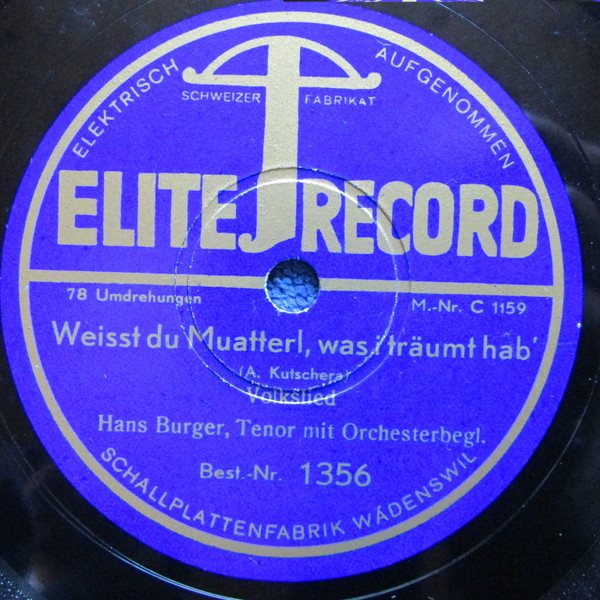 ELEKTRISCH AUFGENOMMEN
SCHWEIZER FABRIKAT
ELITE RECORD
78 Umdrehungen M.-Nr. C 1159
Weisst du Muatterl, was i' träumt hab'
(A. Kutschera)
Volkslied
Hans Burger, Tenor mit Orchesterbegl.
Best.-Nr. 1356
SCHALLPLATTENFABRIK WÄDENSWIL